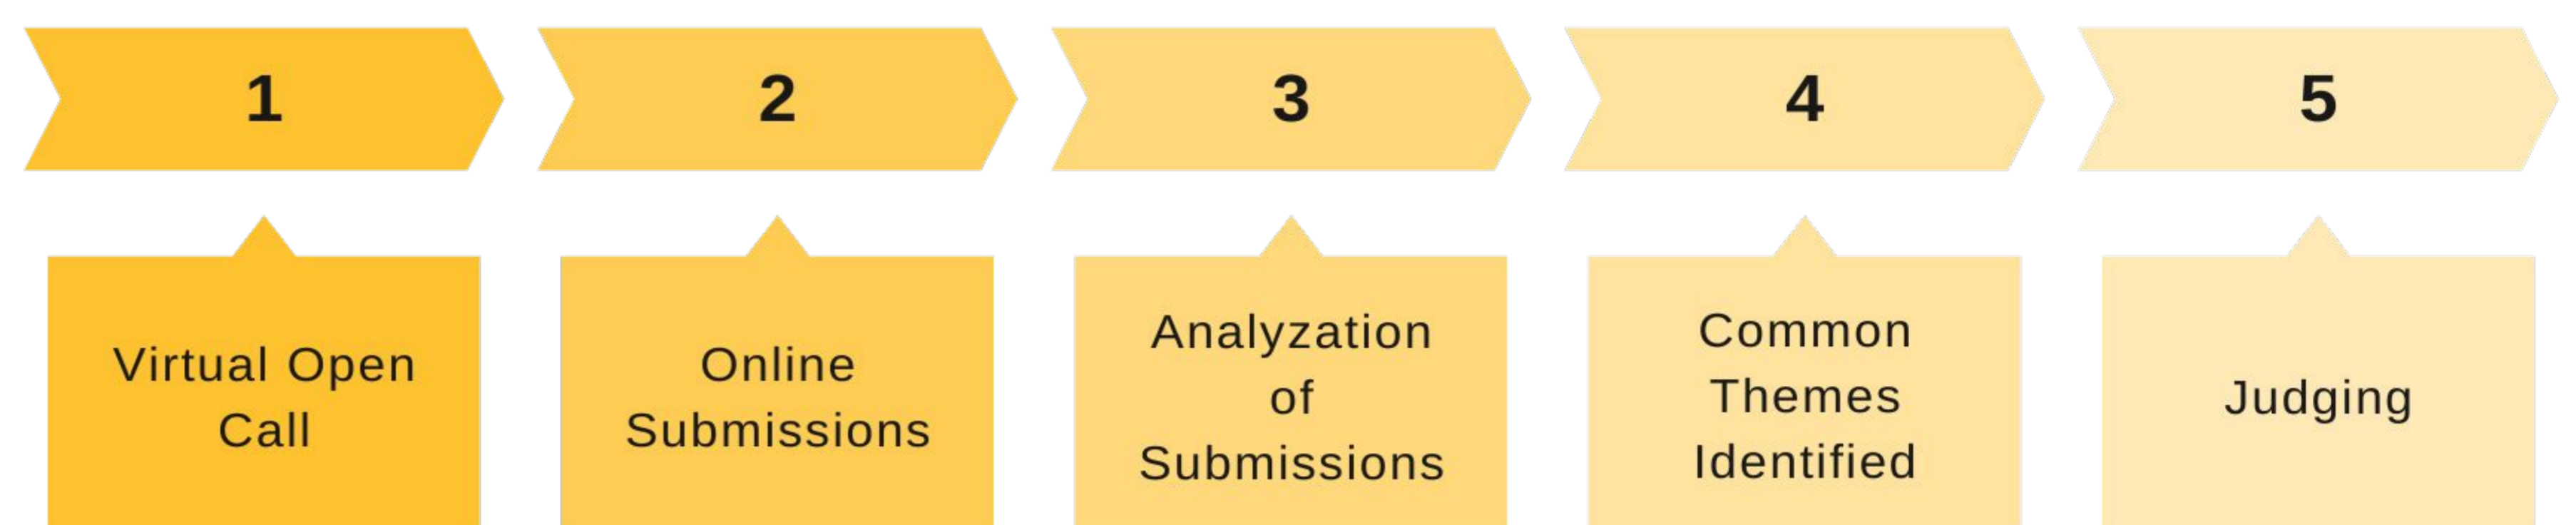 1
2
3
4
5
Virtual Open
Call
Online
Submissions
Analyzation
of
Submissions
Common
Themes
Identified
Judging